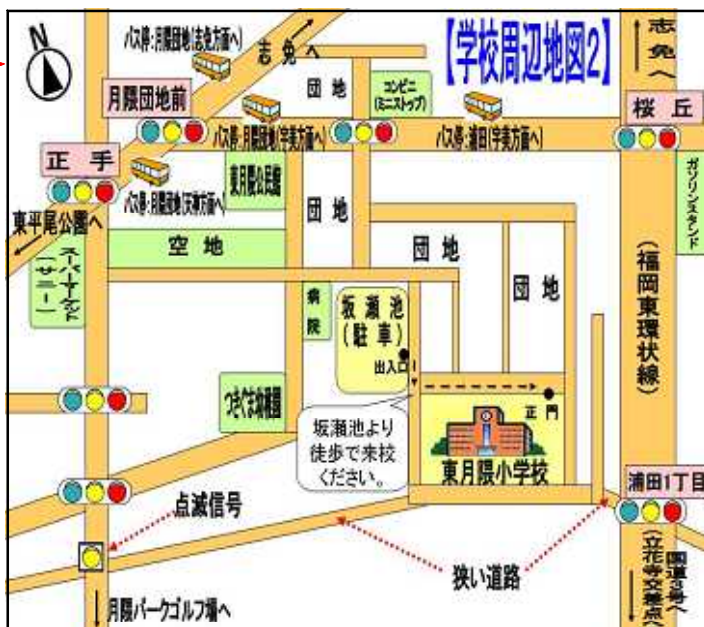 【学校周辺地図2】
N
バス停:月隈団地(志免方面へ)
志免へ
志免へ
月隈団地前
団地
コンビニ
(ミニストップ)
桜丘
バス停:月隈団地(宇美方面へ)
バス停:浦田(宇美方面へ)
正手
東月隈公民館
バス停:月隈団地(天神方面へ)
ガソリンスタンド
団地
東平尾公園へ
空地
団地
団地
スーパーマーケット
(サニー)
(福岡東環状線)
病院
坂瀬池
(駐車)
出入口
つきぐま幼稚園
正門
坂瀬池より
徒歩で来校
ください。
東月隈小学校
浦田1丁目
点滅信号
狭い道路
月隈パークゴルフ場へ
国道3号へ
(立花寺交差点へ)